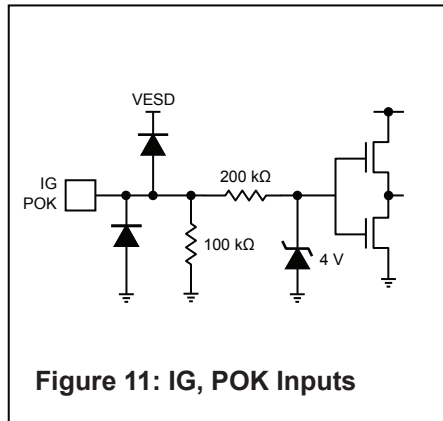 VESD
200 kΩ
IG
POK
100 kΩ
4 V
Figure 11: IG, POK Inputs